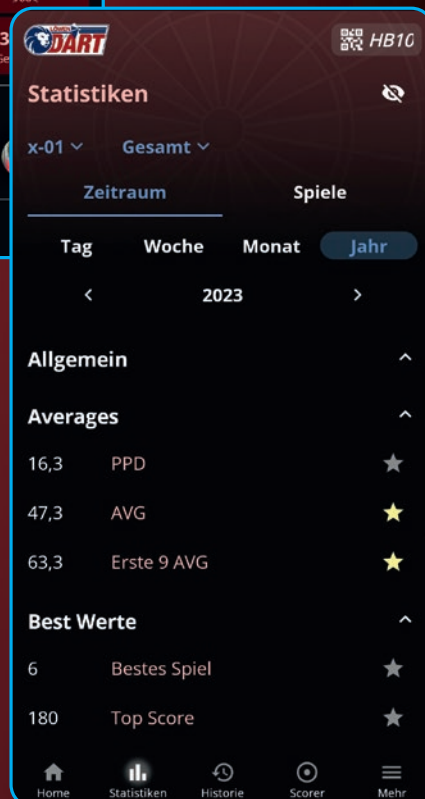 LÖWEN
DART
HB10
Statistiken
x-01 Gesamt
Zeitraum Spiele
Tag Woche Monat Jahr
< 2023 >
Allgemein
Averages
16,3 PPD
47,3 AVG
63,3 Erste 9 AVG
Best Werte
6 Bestes Spiel
180 Top Score
Home Statistiken Historie Scorer Mehr